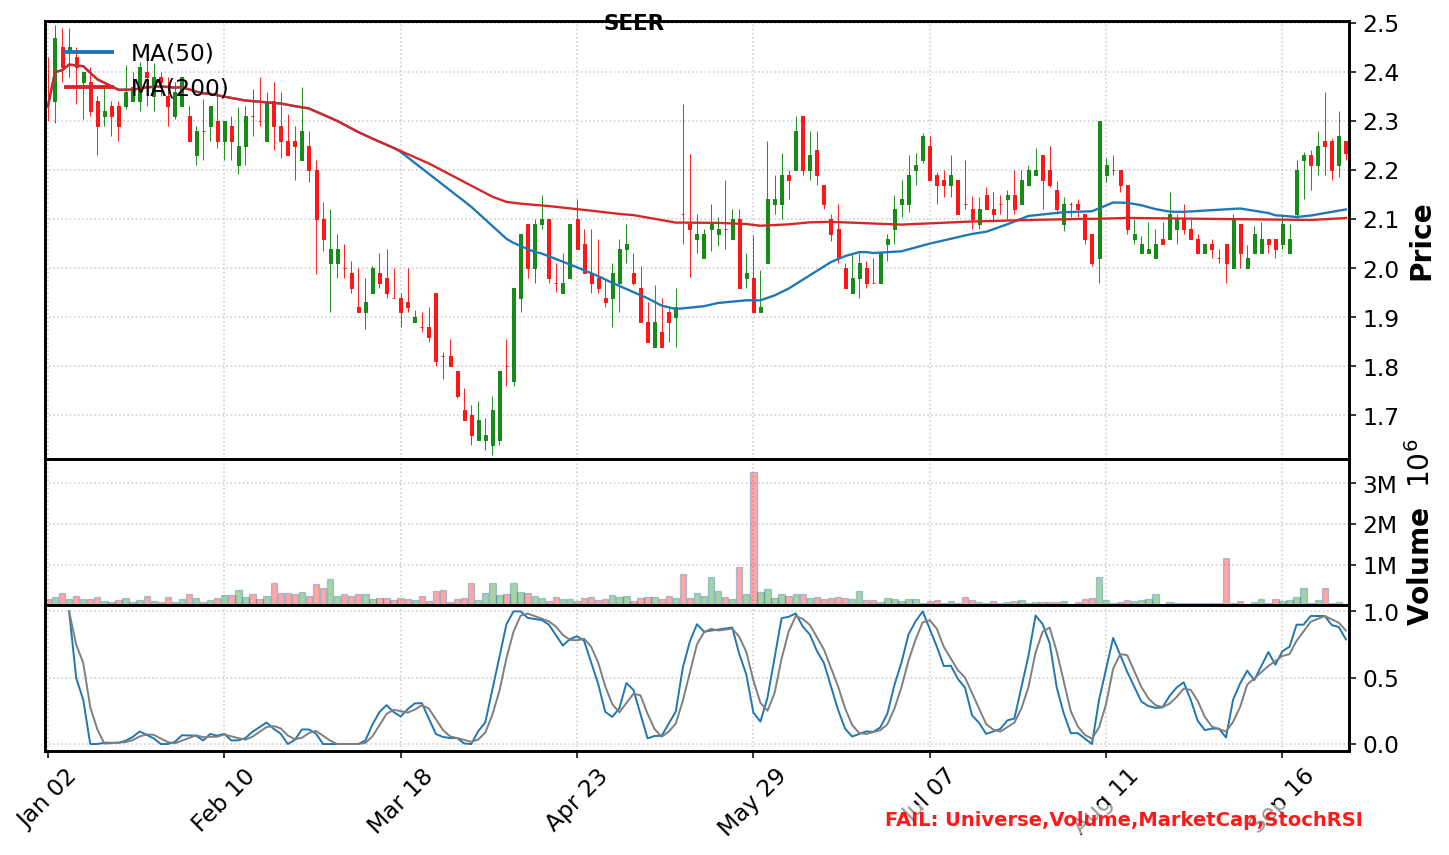 SEER
MA(50)
MA(200)
2.5
2.4
2.3
2.2
2.1
2.0
1.9
1.8
1.7
Price
3M
2M
1M
Volume 10^6
1.0
0.5
0.0
Jan 02
Feb 10
Mar 18
Apr 23
May 29
Jul 07
Aug 11
Sep 16
FAIL: Universe,Volume,MarketCap,StochRSI